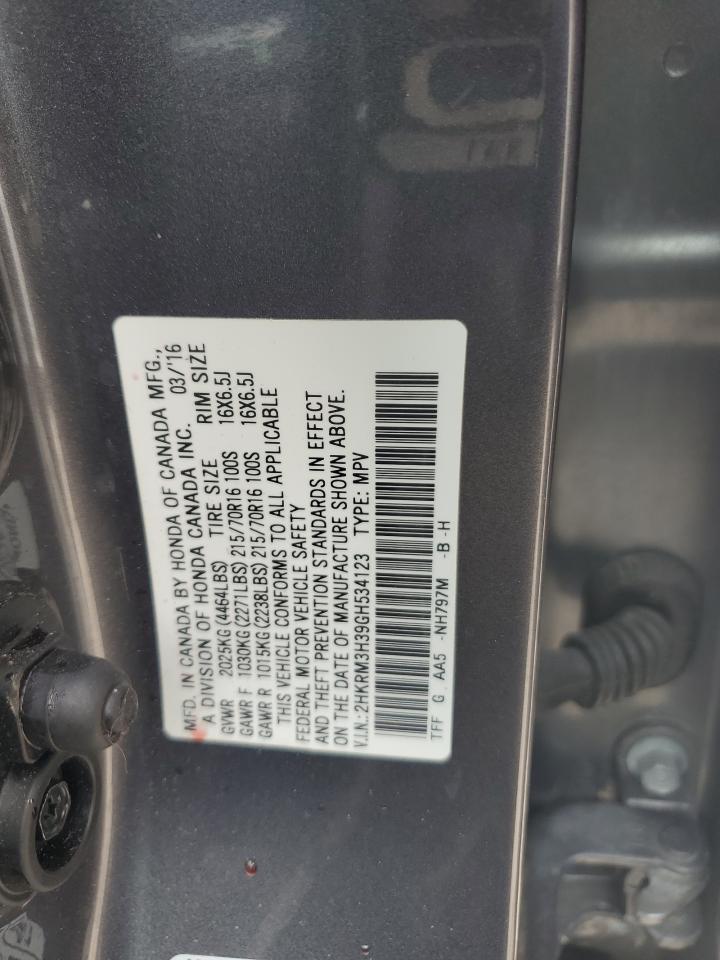 MFD. IN CANADA BY HONDA OF CANADA MFG.,
A DIVISION OF HONDA CANADA INC. 03/'16
GVWR 2025KG (4464LBS) TIRE SIZE RIM SIZE
GAWR F 1030KG (2271LBS) 215/70R16 100S 16X6.5J
GAWR R 1015KG (2238LBS) 215/70R16 100S 16X6.5J
THIS VEHICLE CONFORMS TO ALL APPLICABLE
FEDERAL MOTOR VEHICLE SAFETY
AND THEFT PREVENTION STANDARDS IN EFFECT
ON THE DATE OF MANUFACTURE SHOWN ABOVE.
V.I.N.: 2HKRM3H39GH534123 TYPE: MPV
TFF G AA5 -NH797M -B -H